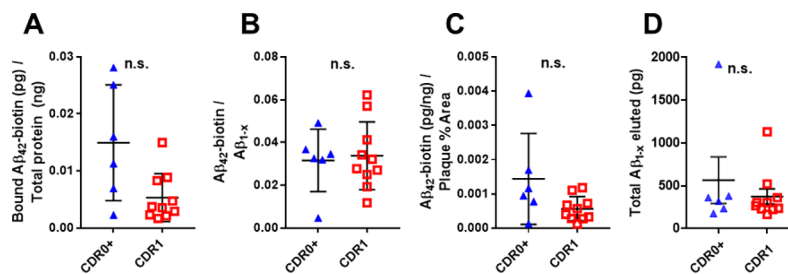 A
Bound Aβ42-biotin (pg) /
Total protein (ng)
n.s.
0.03
0.02
0.01
0.00
CDR0+
CDR1
B
Aβ42-biotin /
Aβ1-x
n.s.
0.08
0.06
0.04
0.02
0.00
CDR0+
CDR1
C
Aβ42-biotin (pg/ng) /
Plaque % Area
n.s.
0.005
0.004
0.003
0.002
0.001
0.000
CDR0+
CDR1
D
Total Aβ1-x eluted (pg)
n.s.
2000
1500
1000
500
0
CDR0+
CDR1